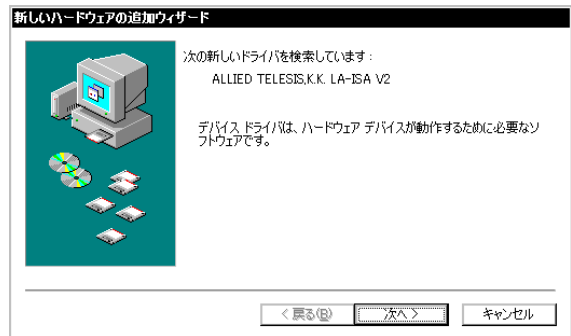 新しいハードウェアの追加ウィザード
次の新しいドライバを検索しています:
ALLIED TELESIS,K.K. LA-ISA V2
デバイス ドライバは、ハードウェア デバイスが動作するために必要なソ
フトウェアです。
< 戻る(B)
次へ >
キャンセル